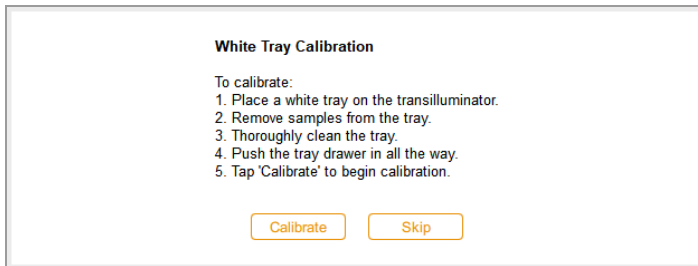 White Tray Calibration
To calibrate:
1. Place a white tray on the transilluminator.
2. Remove samples from the tray.
3. Thoroughly clean the tray.
4. Push the tray drawer in all the way.
5. Tap 'Calibrate' to begin calibration.
Calibrate Skip